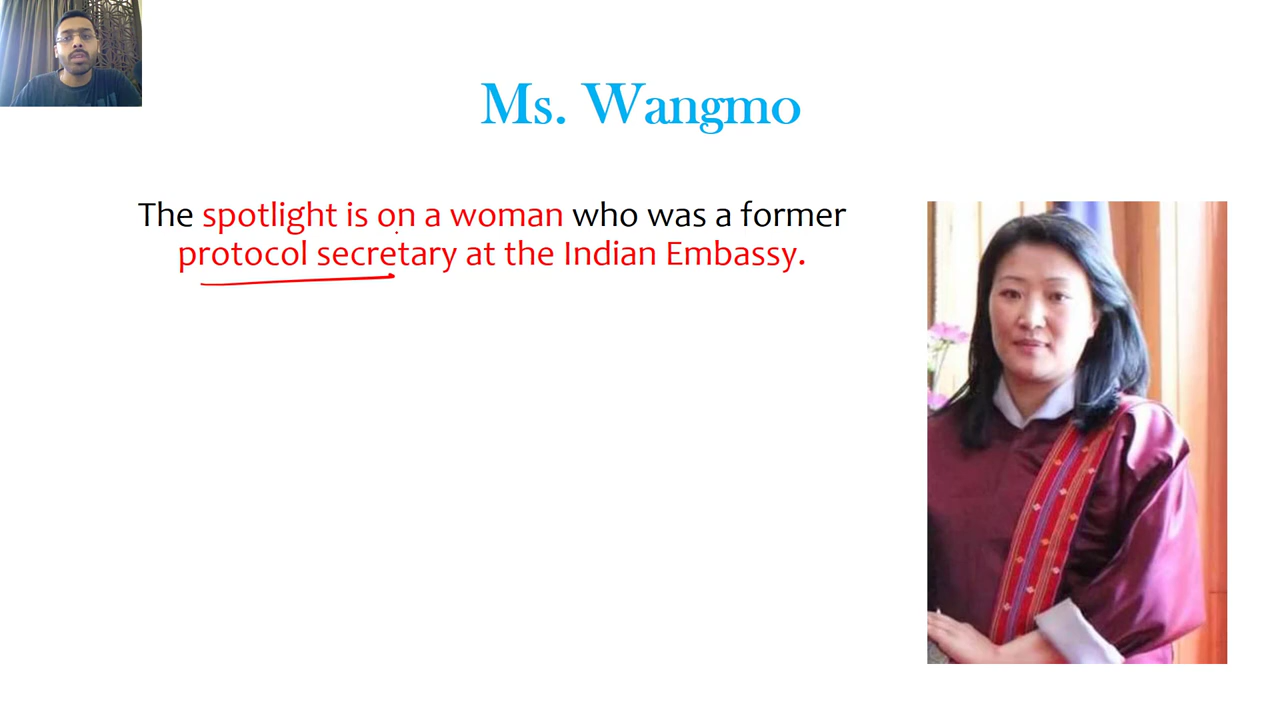 Ms. Wangmo
The spotlight is on a woman who was a former
protocol secretary at the Indian Embassy.